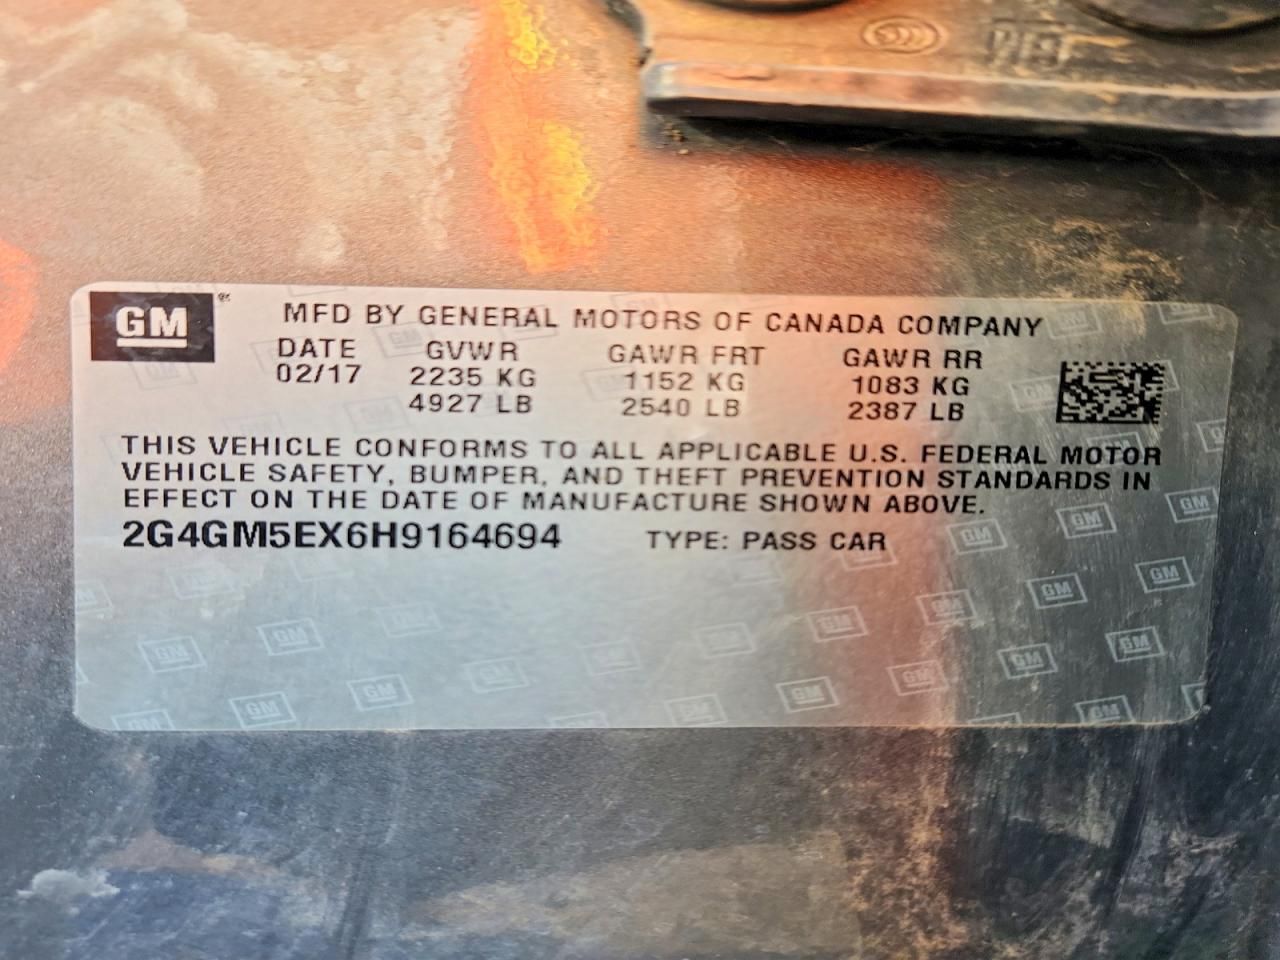 GM ®
MFD BY GENERAL MOTORS OF CANADA COMPANY
DATE GVWR GAWR FRT GAWR RR
02/17 2235 KG 1152 KG 1083 KG
4927 LB 2540 LB 2387 LB
THIS VEHICLE CONFORMS TO ALL APPLICABLE U.S. FEDERAL MOTOR
VEHICLE SAFETY, BUMPER, AND THEFT PREVENTION STANDARDS IN
EFFECT ON THE DATE OF MANUFACTURE SHOWN ABOVE.
2G4GM5EX6H9164694 TYPE: PASS CAR